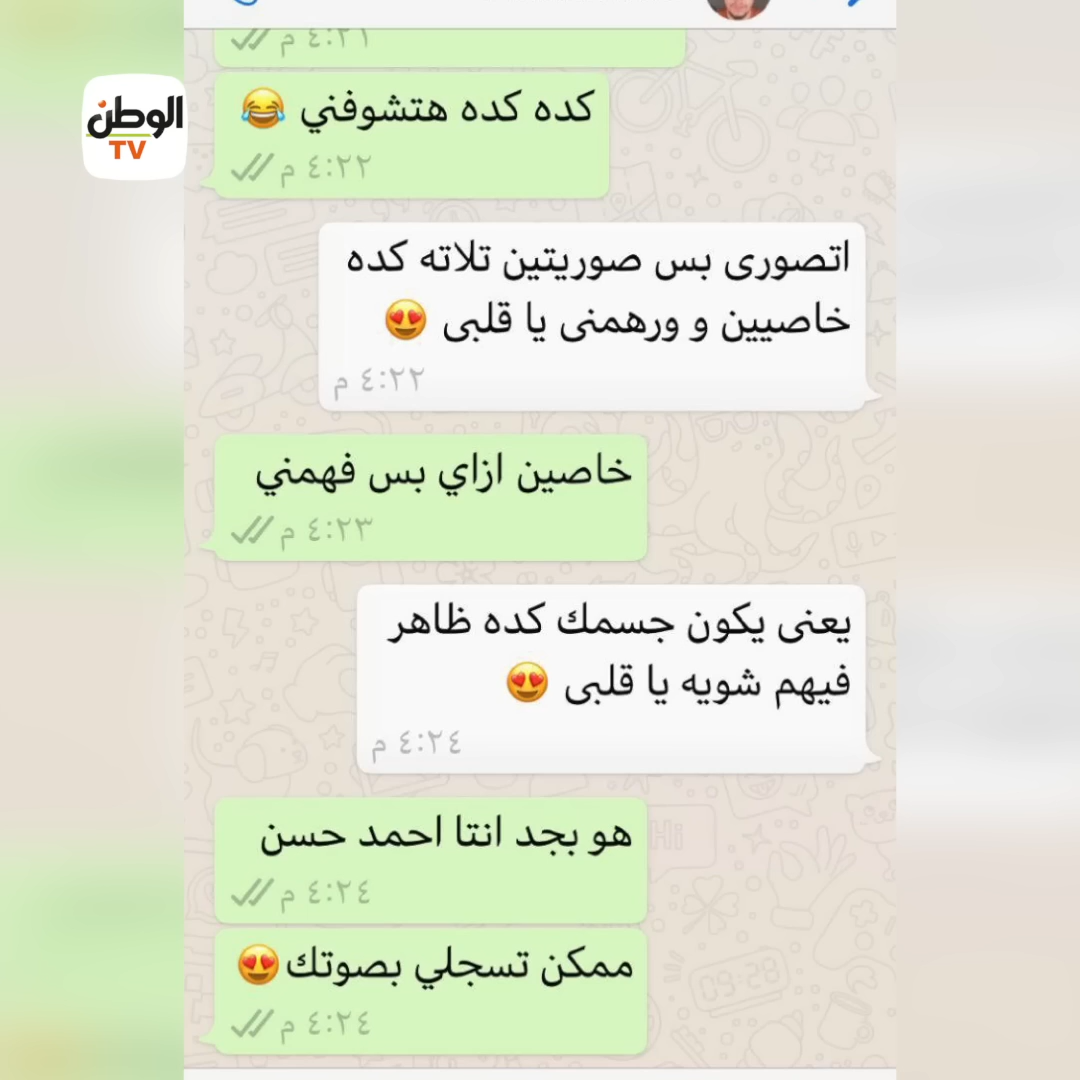 ٤:٢١ م
الوطن
TV
كده كده هتشوفني 😂
٤:٢٢ م
اتصورى بس صوريتين تلاته كده
خاصيين و ورهمنى يا قلبى 😍
٤:٢٢ م
خاصين ازاي بس فهمني
٤:٢٣ م
يعنى يكون جسمك كده ظاهر
فيهم شويه يا قلبى 😍
٤:٢٤ م
هو بجد انتا احمد حسن
٤:٢٤ م
ممكن تسجلي بصوتك😍
٤:٢٤ م